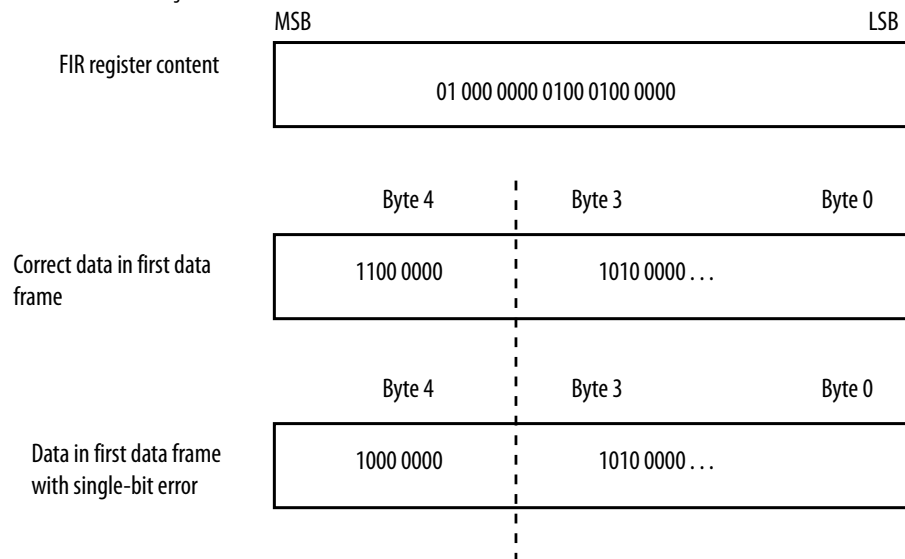 MSB LSB
FIR register content
01 000 0000 0100 0100 0000
Byte 4 Byte 3 Byte 0
Correct data in first data
frame
1100 0000 1010 0000 . . .
Byte 4 Byte 3 Byte 0
Data in first data frame
with single-bit error
1000 0000 1010 0000 . . .